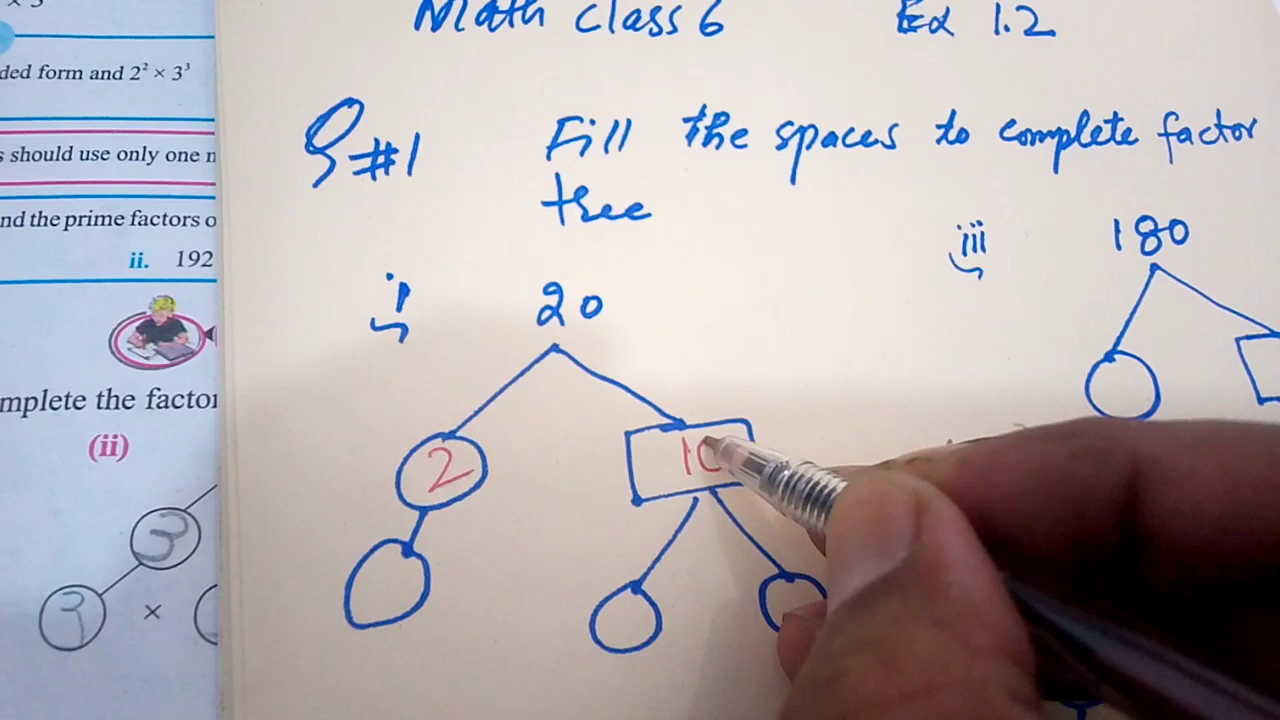 Math Class 6 Ex 1.2
Q#1 Fill the spaces to complete factor
tree
i 20
2
10
iii 180
ded form and 2² × 3³
s should use only one
nd the prime factors o
ii. 192
mplete the factor
(ii)
3
3 ×